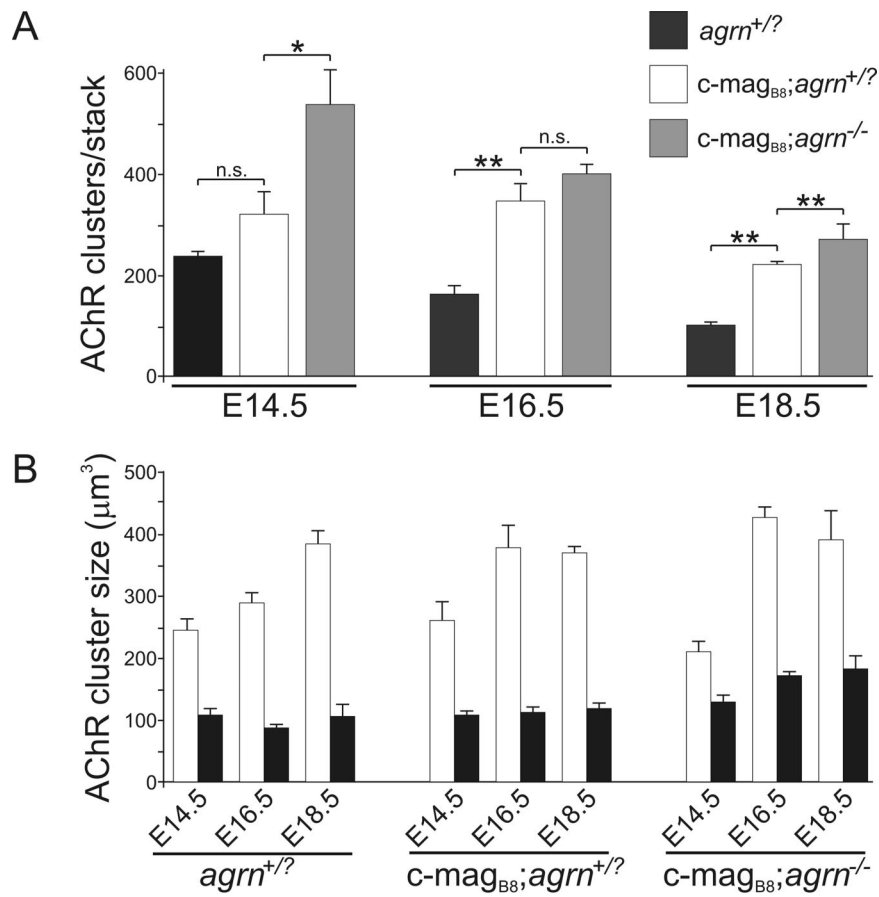 A
agrn+/?
c-magB8;agrn+/?
c-magB8;agrn-/-
AChR clusters/stack
600
400
200
0
n.s.
*
**
n.s.
**
**
E14.5
E16.5
E18.5
B
AChR cluster size (μm³)
500
400
300
200
100
0
E14.5
E16.5
E18.5
E14.5
E16.5
E18.5
E14.5
E16.5
E18.5
agrn+/?
c-magB8;agrn+/?
c-magB8;agrn-/-